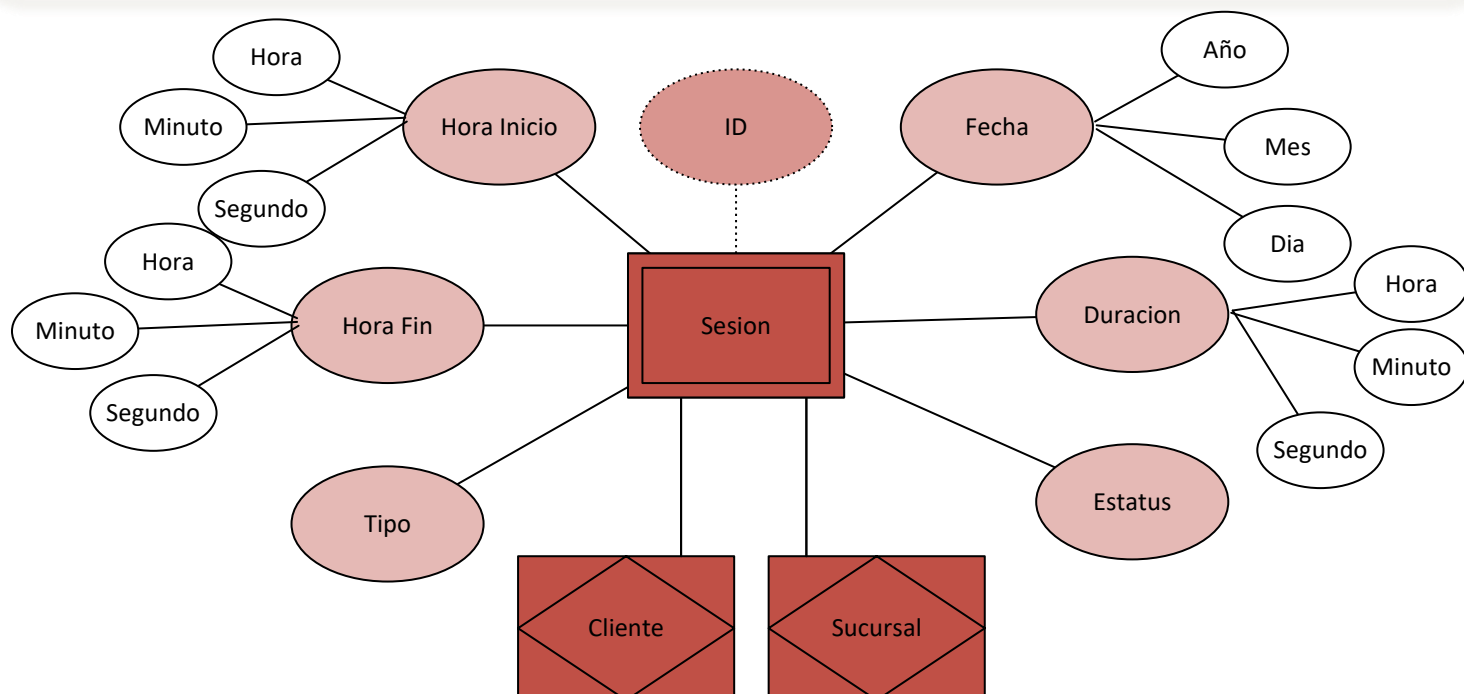 Hora
Año
Minuto
Hora Inicio
ID
Fecha
Mes
Segundo
Dia
Hora
Hora
Minuto
Hora Fin
Sesion
Duracion
Minuto
Segundo
Segundo
Tipo
Estatus
Cliente
Sucursal